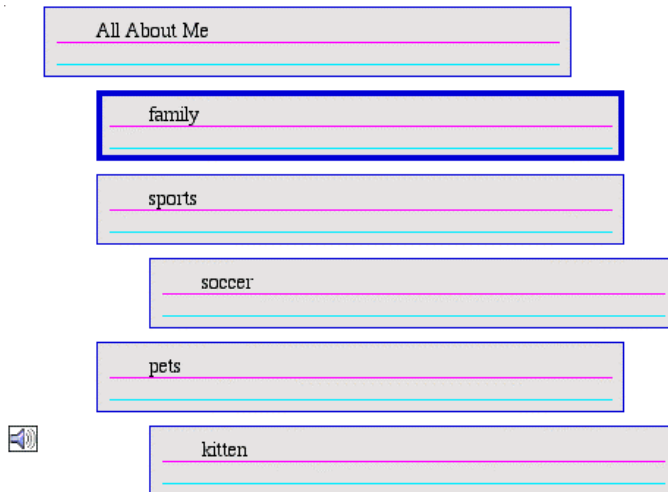 All About Me
family
sports
soccer
pets
kitten